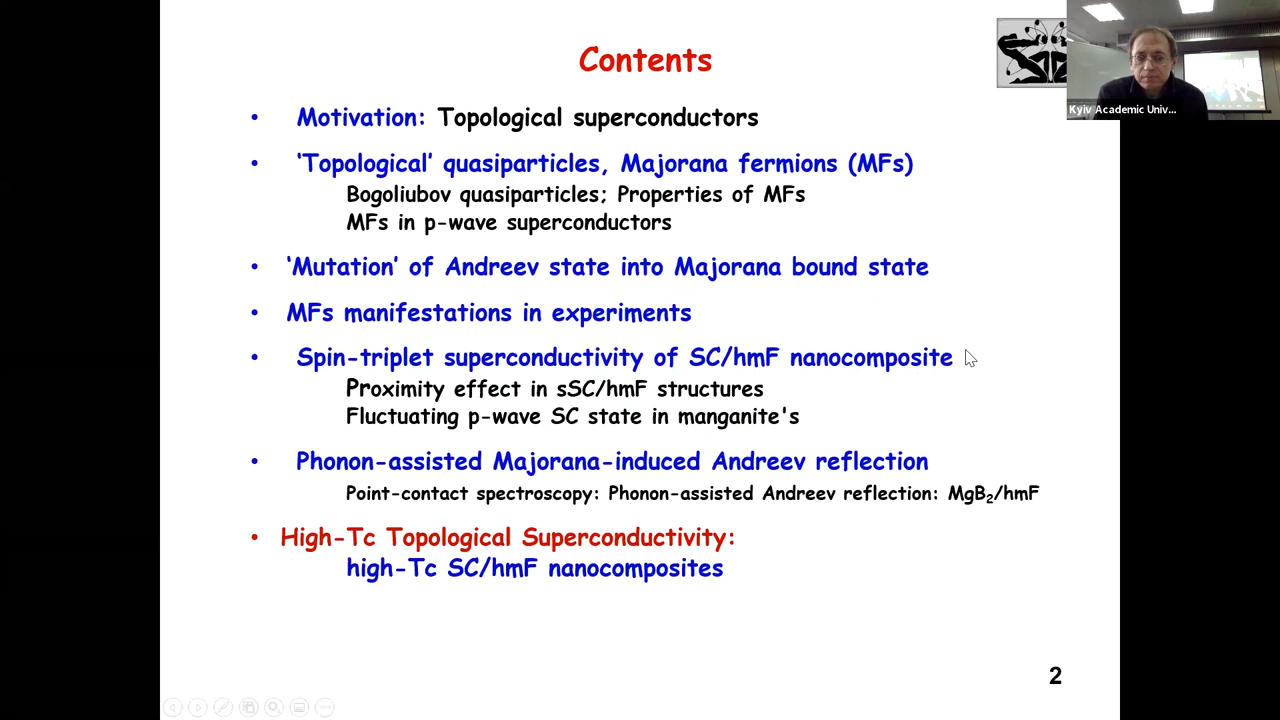 Contents
• Motivation: Topological superconductors
• ‘Topological’ quasiparticles, Majorana fermions (MFs)
Bogoliubov quasiparticles; Properties of MFs
MFs in p-wave superconductors
• ‘Mutation’ of Andreev state into Majorana bound state
• MFs manifestations in experiments
• Spin-triplet superconductivity of SC/hmF nanocomposite
Proximity effect in sSC/hmF structures
Fluctuating p-wave SC state in manganite's
• Phonon-assisted Majorana-induced Andreev reflection
Point-contact spectroscopy: Phonon-assisted Andreev reflection: MgB₂/hmF
• High-Tc Topological Superconductivity:
high-Tc SC/hmF nanocomposites
2
Kyiv Academic Univ...